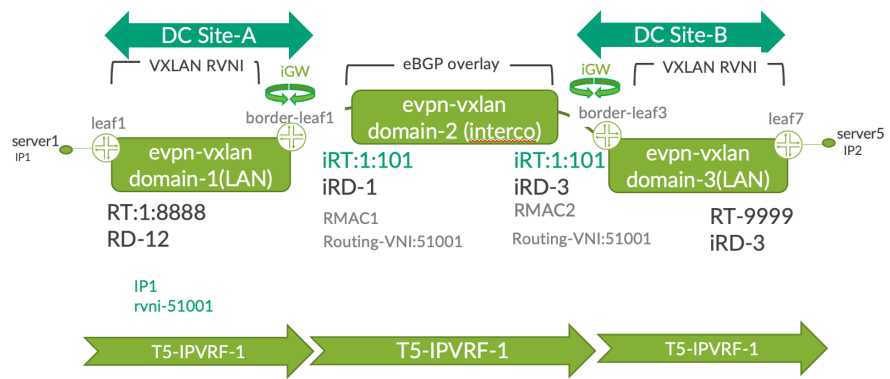 DC Site-A
DC Site-B
VXLAN RVNI
iGW
eBGP overlay
iGW
VXLAN RVNI
leaf1
border-leaf1
evpn-vxlan
domain-2 (interco)
border-leaf3
leaf7
server1
IP1
evpn-vxlan
domain-1(LAN)
evpn-vxlan
domain-3(LAN)
server5
IP2
iRT:1:101
iRD-1
RMAC1
Routing-VNI:51001
iRT:1:101
iRD-3
RMAC2
Routing-VNI:51001
RT:1:8888
RD-12
RT-9999
iRD-3
IP1
rvni-51001
T5-IPVRF-1
T5-IPVRF-1
T5-IPVRF-1